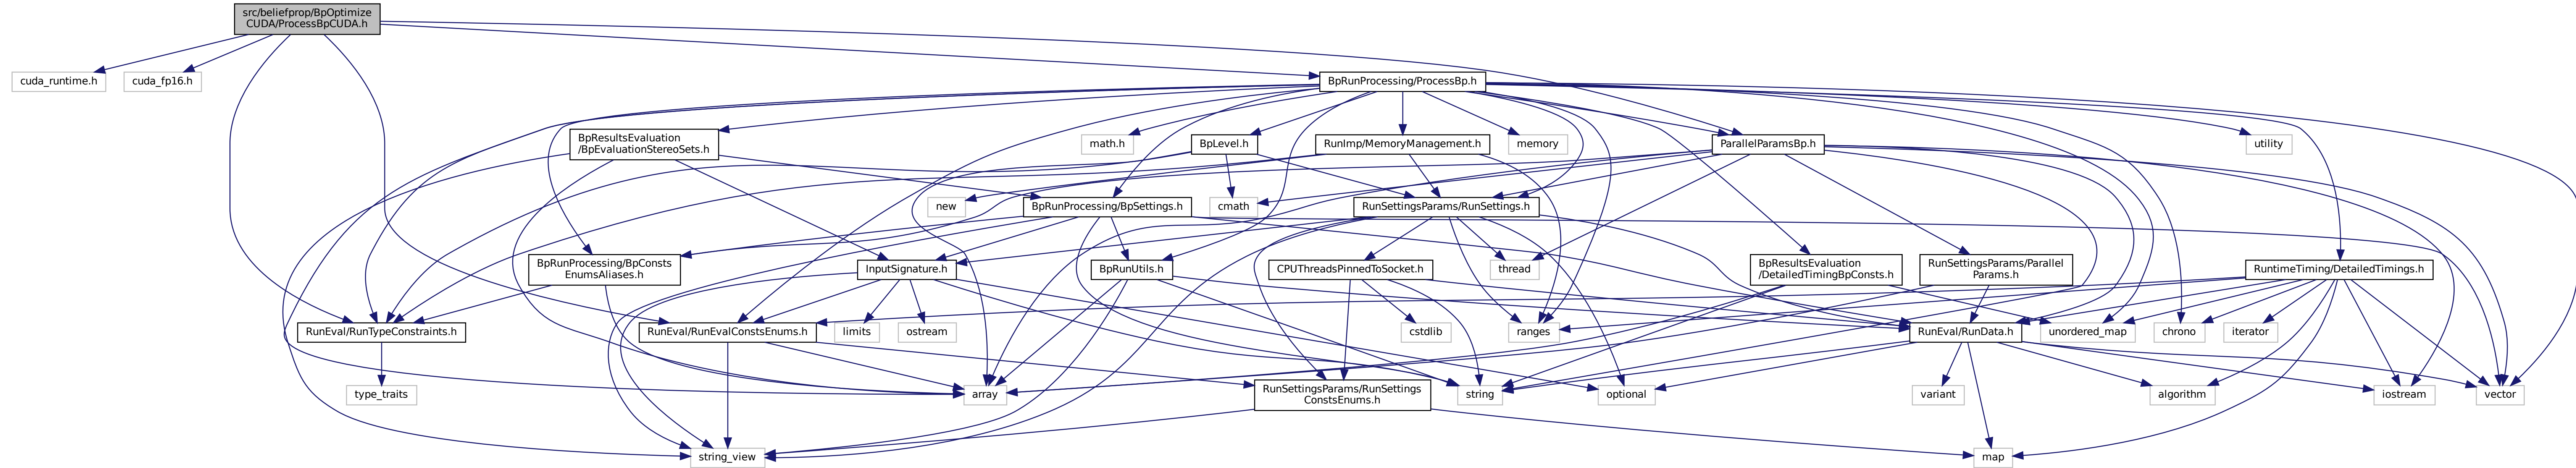 src/beliefprop/BpOptimize
CUDA/ProcessBpCUDA.h
cuda_runtime.h
cuda_fp16.h
BpRunProcessing/ProcessBp.h
BpResultsEvaluation
/BpEvaluationStereoSets.h
math.h
BpLevel.h
RunImp/MemoryManagement.h
memory
ParallelParamsBp.h
utility
new
BpRunProcessing/BpSettings.h
cmath
RunSettingsParams/RunSettings.h
BpRunProcessing/BpConsts
EnumsAliases.h
InputSignature.h
BpRunUtils.h
CPUThreadsPinnedToSocket.h
thread
BpResultsEvaluation
/DetailedTimingBpConsts.h
RunSettingsParams/Parallel
Params.h
RuntimeTiming/DetailedTimings.h
RunEval/RunTypeConstraints.h
RunEval/RunEvalConstsEnums.h
limits
ostream
cstdlib
ranges
RunEval/RunData.h
unordered_map
chrono
iterator
type_traits
array
RunSettingsParams/RunSettings
ConstsEnums.h
string
optional
variant
algorithm
iostream
vector
string_view
map